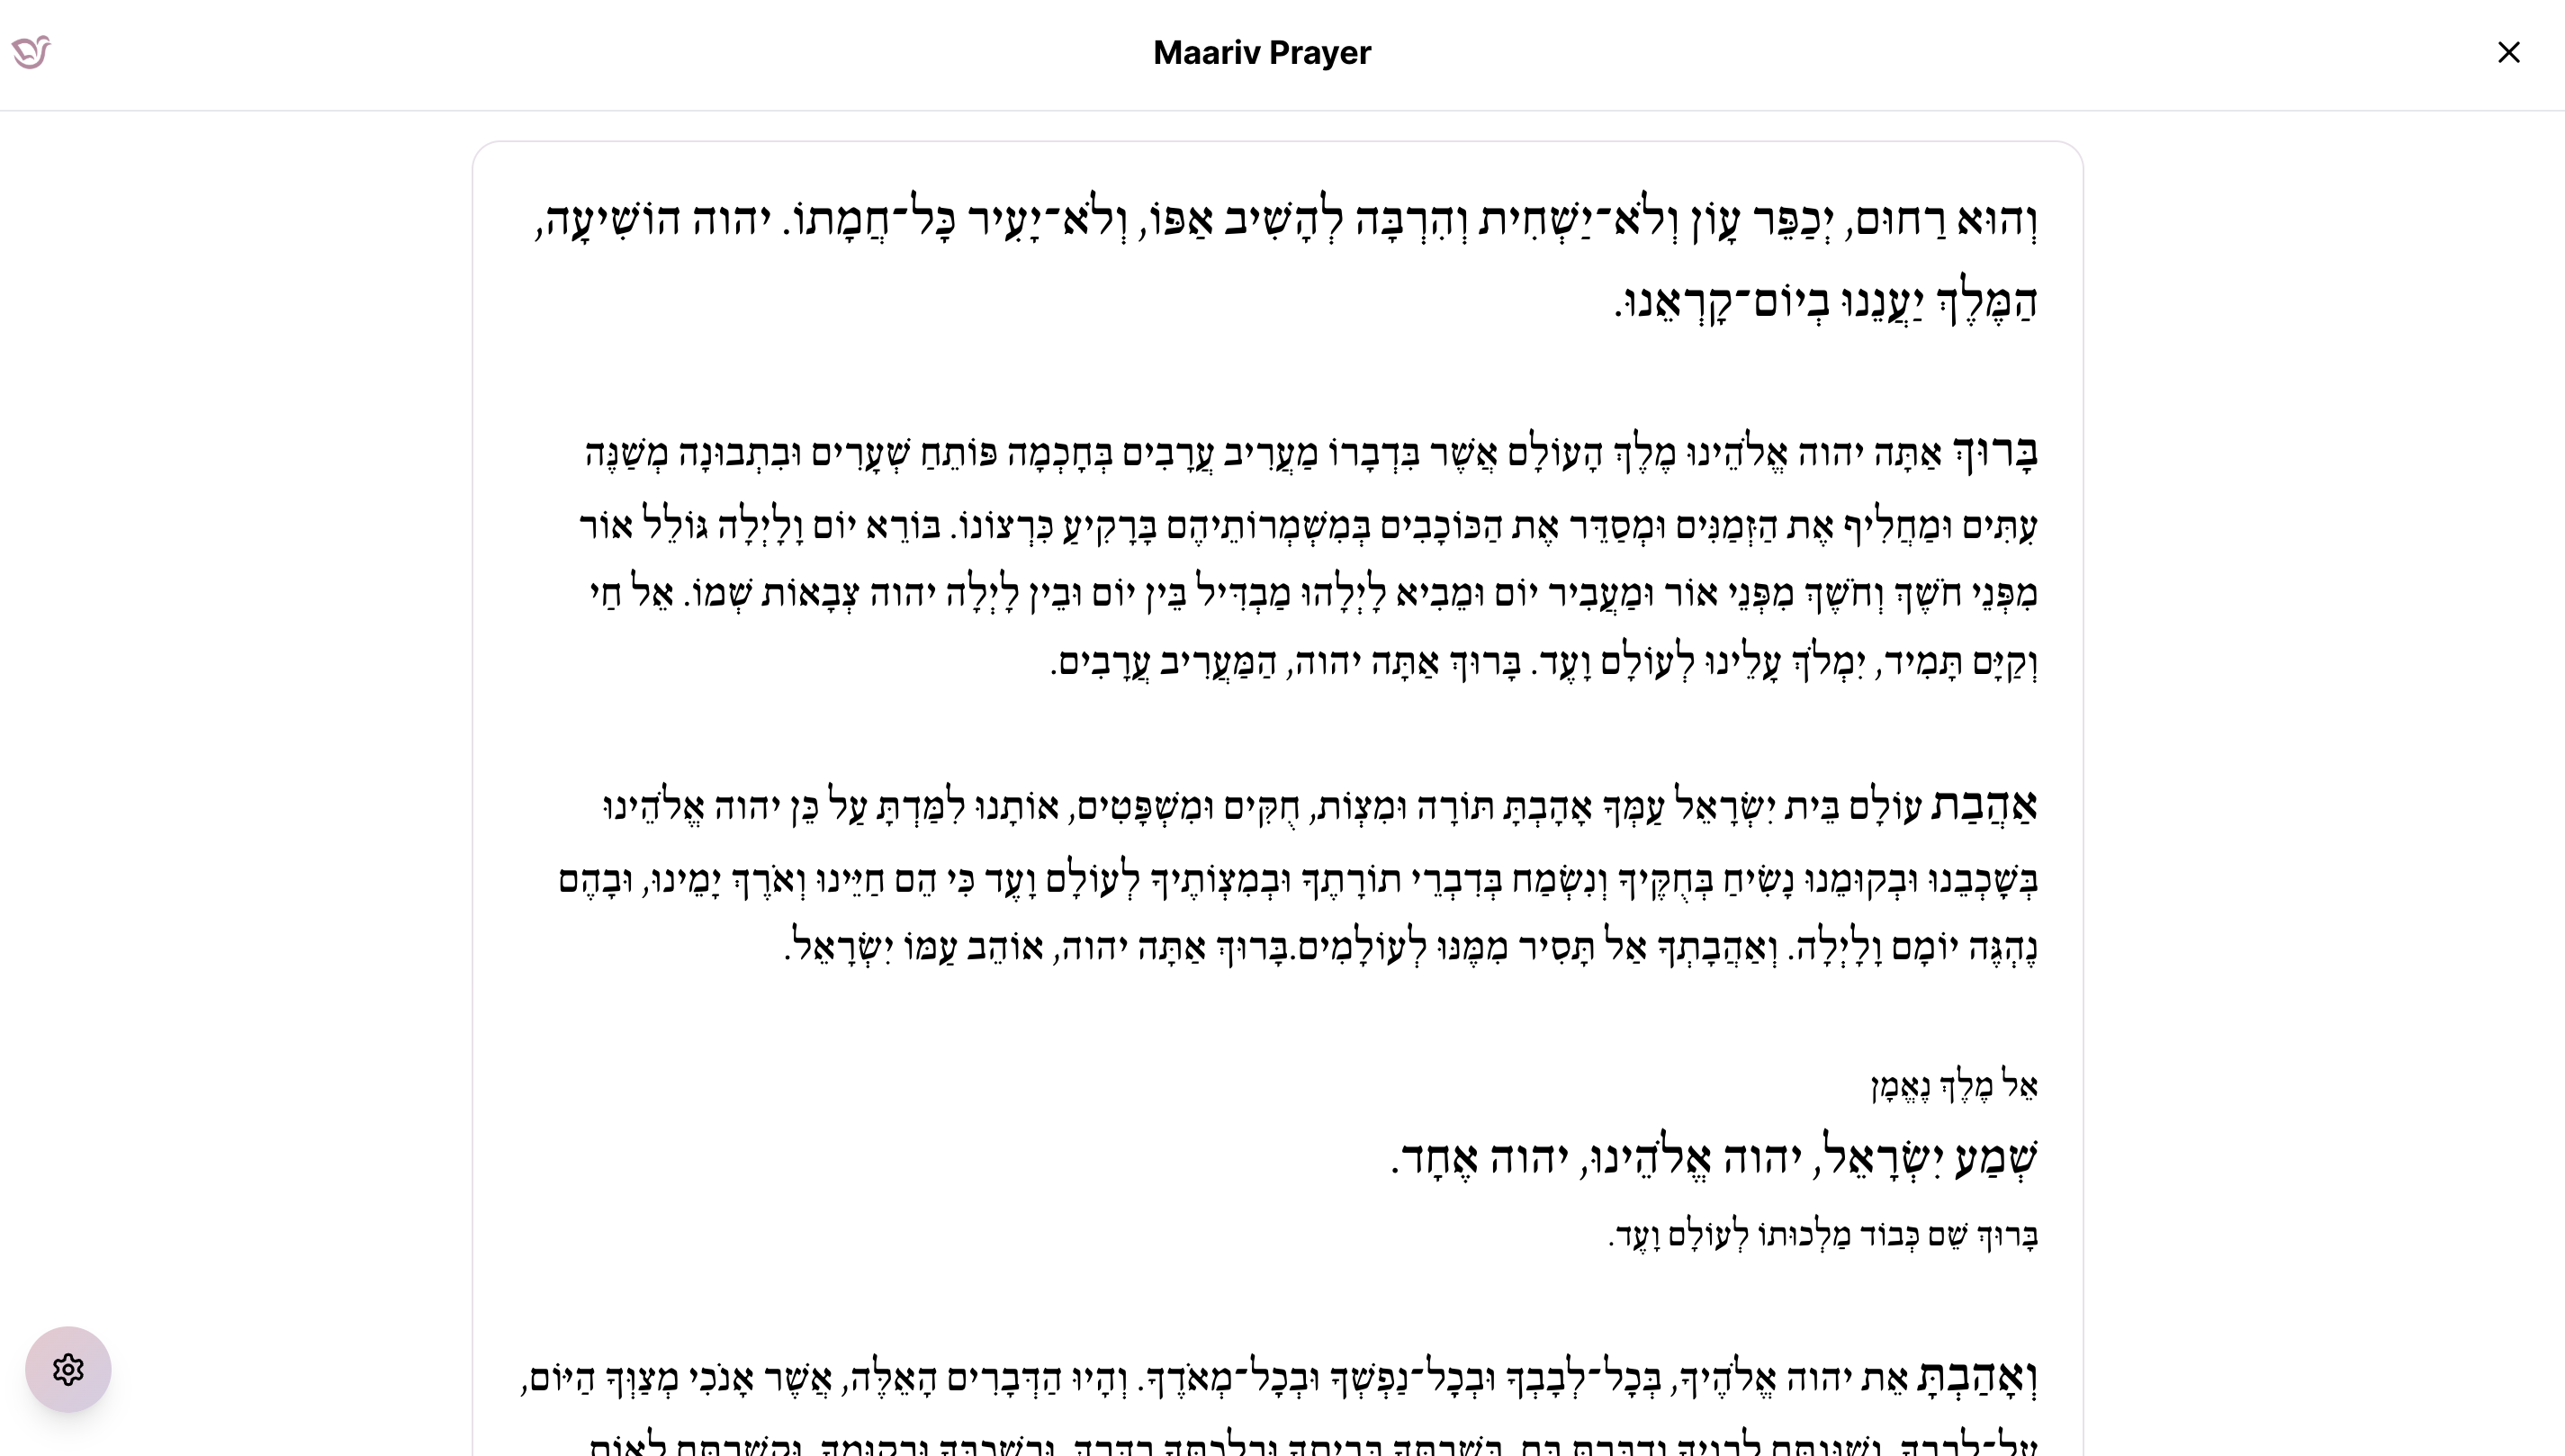 Maariv Prayer
וְהוּא רַחוּם, יְכַפֵּר עָוֹן וְלֹא־יַשְׁחִית וְהִרְבָּה לְהָשִׁיב אַפּוֹ, וְלֹא־יָעִיר כׇּל־חֲמָתוֹ. יהוה הוֹשִׁיעָה,
הַמֶּלֶךְ יַעֲנֵנוּ בְיוֹם־קָרְאֵנוּ.
בָּרוּךְ אַתָּה יהוה אֱלֹהֵינוּ מֶלֶךְ הָעוֹלָם אֲשֶׁר בִּדְבָרוֹ מַעֲרִיב עֲרָבִים בְּחׇכְמָה פּוֹתֵחַ שְׁעָרִים וּבִתְבוּנָה מְשַׁנֶּה
עִתִּים וּמַחֲלִיף אֶת הַזְּמַנִּים וּמְסַדֵּר אֶת הַכּוֹכָבִים בְּמִשְׁמְרוֹתֵיהֶם בָּרָקִיעַ כִּרְצוֹנוֹ. בּוֹרֵא יוֹם וָלָיְלָה גּוֹלֵל אוֹר
מִפְּנֵי חֹשֶׁךְ וְחֹשֶׁךְ מִפְּנֵי אוֹר וּמַעֲבִיר יוֹם וּמֵבִיא לָיְלָהוּ מַבְדִּיל בֵּין יוֹם וּבֵין לָיְלָה יהוה צְבָאוֹת שְׁמוֹ. אֵל חַי
וְקַיָּם תָּמִיד, יִמְלֹךְ עָלֵינוּ לְעוֹלָם וָעֶד. בָּרוּךְ אַתָּה יהוה, הַמַּעֲרִיב עֲרָבִים.
אַהֲבַת עוֹלָם בֵּית יִשְׂרָאֵל עַמְּךָ אָהָבְתָּ תּוֹרָה וּמִצְוֹת, חֻקִּים וּמִשְׁפָּטִים, אוֹתָנוּ לִמַּדְתָּ עַל כֵּן יהוה אֱלֹהֵינוּ
בְּשׇׁכְבֵנוּ וּבְקוּמֵנוּ נָשִׂיחַ בְּחֻקֶּיךָ וְנִשְׂמַח בְּדִבְרֵי תוֹרָתֶךָ וּבְמִצְוֹתֶיךָ לְעוֹלָם וָעֶד כִּי הֵם חַיֵּינוּ וְאֹרֶךְ יָמֵינוּ, וּבָהֶם
נֶהְגֶּה יוֹמָם וָלָיְלָה. וְאַהֲבָתְךָ אַל תָּסִיר מִמֶּנּוּ לְעוֹלָמִים.בָּרוּךְ אַתָּה יהוה, אוֹהֵב עַמּוֹ יִשְׂרָאֵל.
אֵל מֶלֶךְ נֶאֱמָן
שְׁמַע יִשְׂרָאֵל, יהוה אֱלֹהֵינוּ, יהוה אֶחָד.
בָּרוּךְ שֵׁם כְּבוֹד מַלְכוּתוֹ לְעוֹלָם וָעֶד.
וְאָהַבְתָּ אֵת יהוה אֱלֹהֶיךָ, בְּכׇל־לְבָבְךָ וּבְכׇל־נַפְשְׁךָ וּבְכׇל־מְאֹדֶךָ. וְהָיוּ הַדְּבָרִים הָאֵלֶּה, אֲשֶׁר אָנֹכִי מְצַוְּךָ הַיּוֹם,